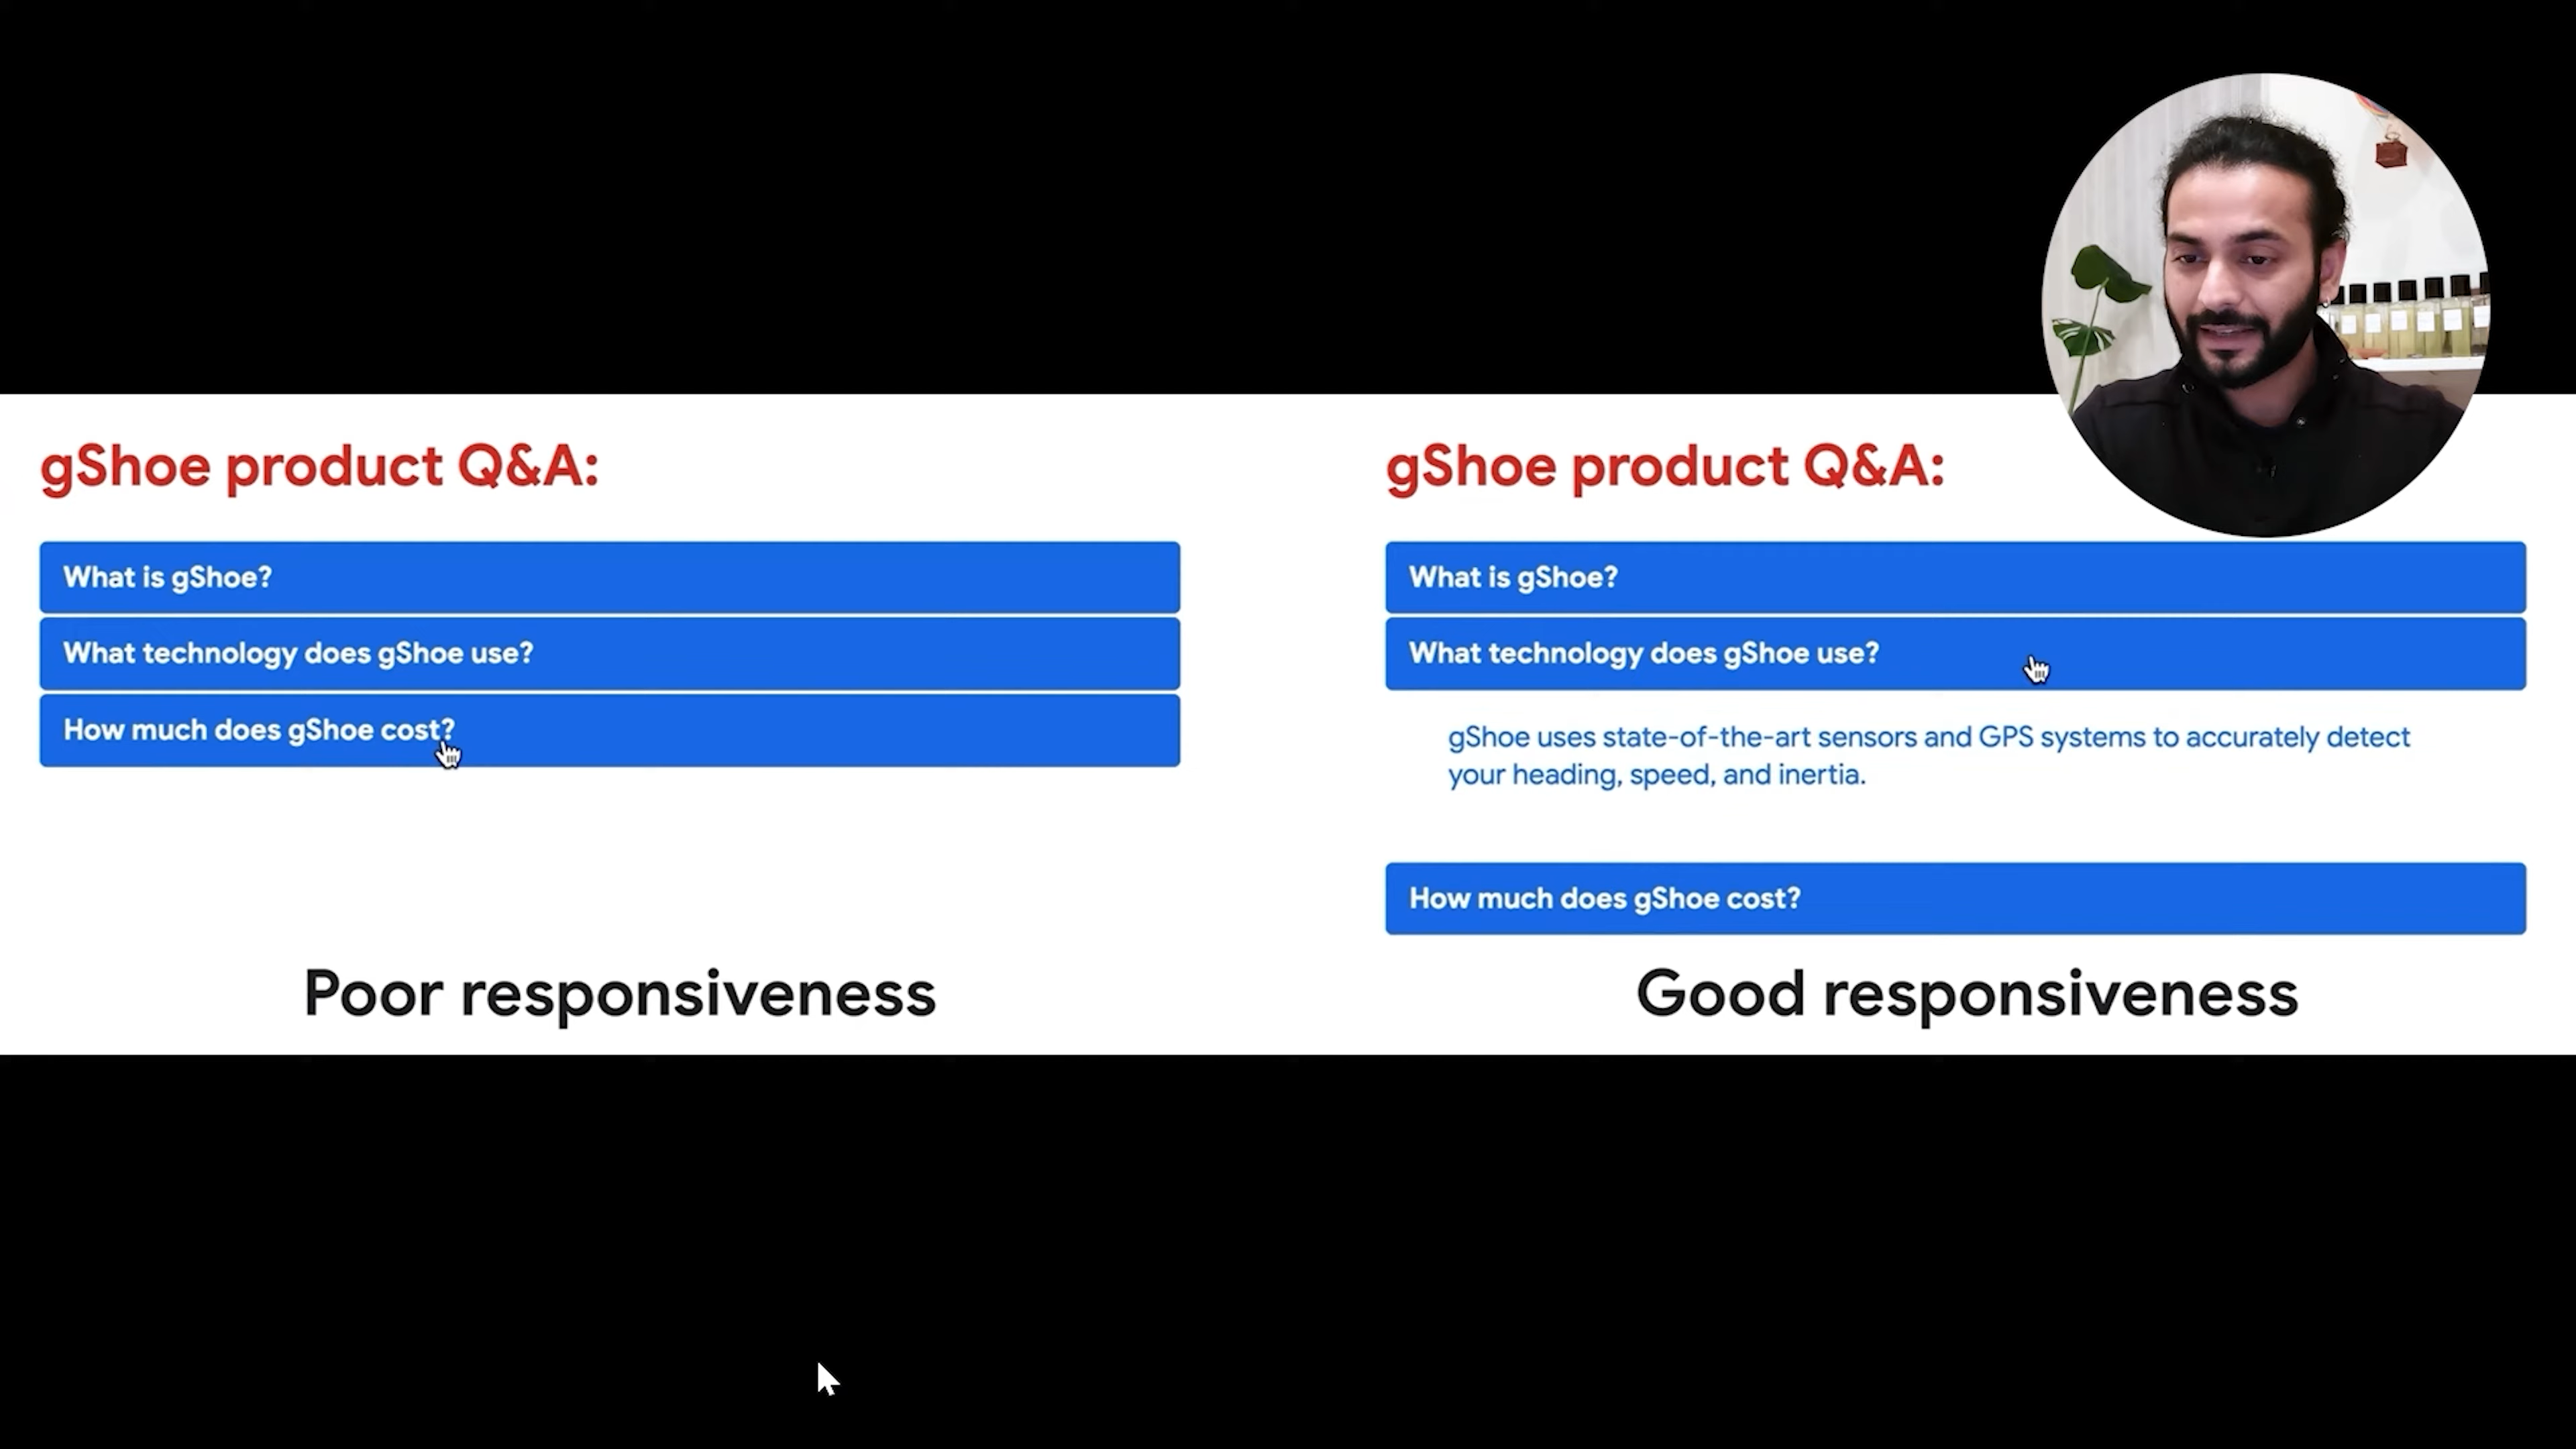 gShoe product Q&A:
What is gShoe?
What technology does gShoe use?
How much does gShoe cost?
Poor responsiveness
gShoe product Q&A:
What is gShoe?
What technology does gShoe use?
gShoe uses state-of-the-art sensors and GPS systems to accurately detect
your heading, speed, and inertia.
How much does gShoe cost?
Good responsiveness